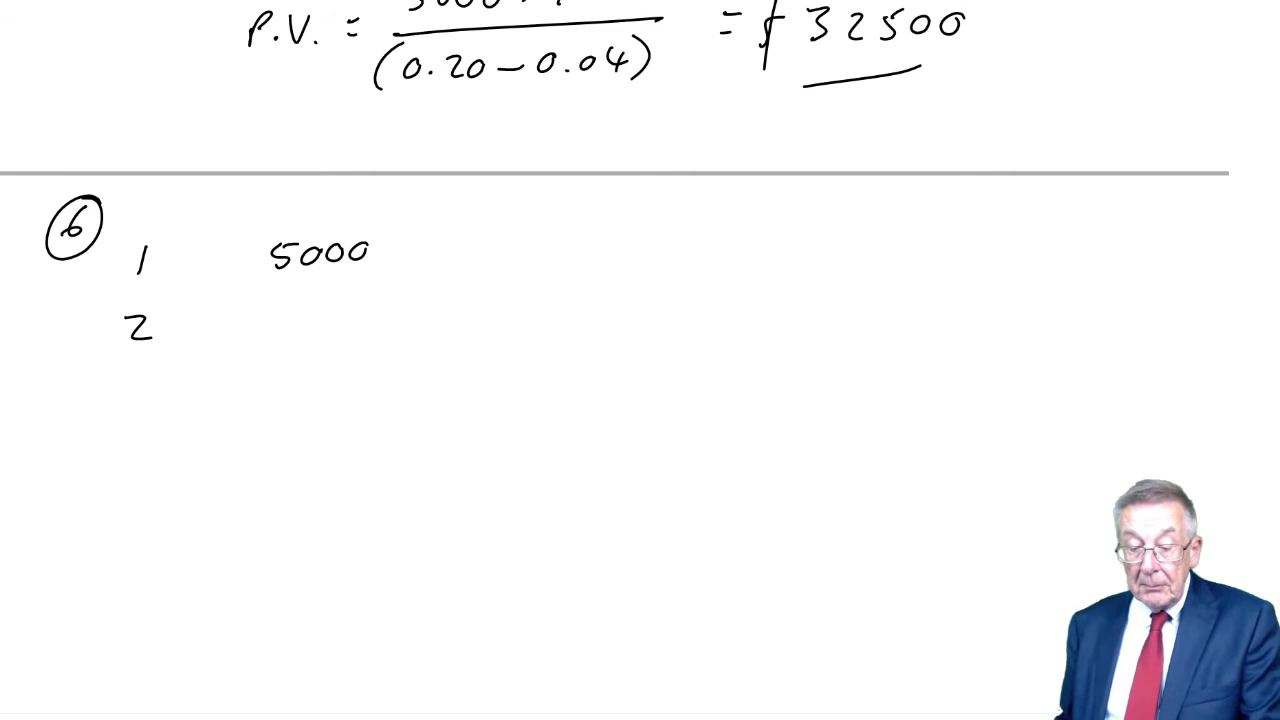 P.V. = (0.20 - 0.04) = £ 32500
6
1 5000
2